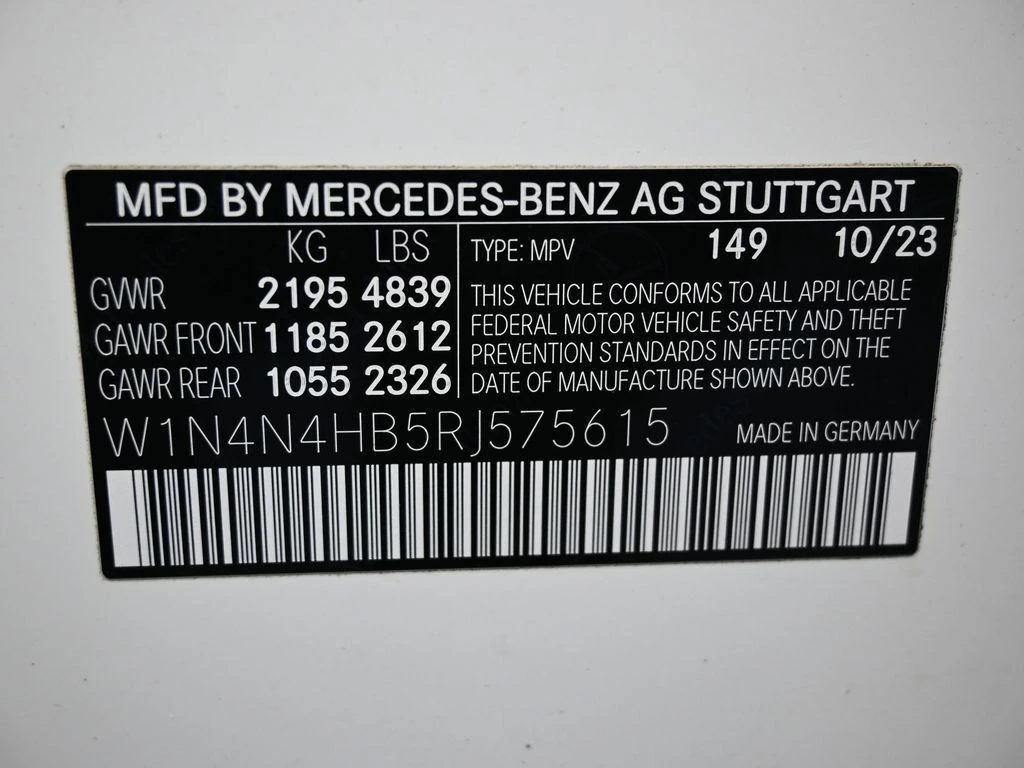 MFD BY MERCEDES-BENZ AG STUTTGART
KG LBS
GVWR 2195 4839
GAWR FRONT 1185 2612
GAWR REAR 1055 2326
TYPE: MPV 149 10/23
THIS VEHICLE CONFORMS TO ALL APPLICABLE
FEDERAL MOTOR VEHICLE SAFETY AND THEFT
PREVENTION STANDARDS IN EFFECT ON THE
DATE OF MANUFACTURE SHOWN ABOVE.
W1N4N4HB5RJ575615
MADE IN GERMANY